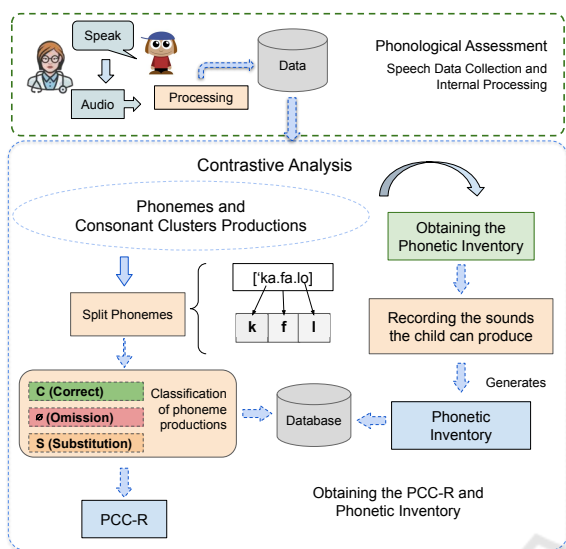 Speak
Audio
Processing
Data
Phonological Assessment
Speech Data Collection and
Internal Processing
Contrastive Analysis
Phonemes and
Consonant Clusters Productions
Split Phonemes
['ka.fa.lo]
k f l
C (Correct)
ø (Omission)
S (Substitution)
Classification
of phoneme
productions
PCC-R
Database
Obtaining the
Phonetic Inventory
Recording the sounds
the child can produce
Generates
Phonetic
Inventory
Obtaining the PCC-R and
Phonetic Inventory